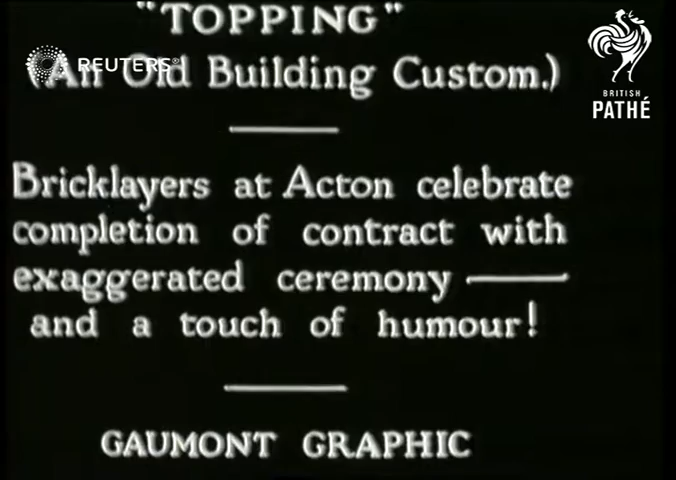 "TOPPING"
(An Old Building Custom.)
REUTERS®
BRITISH
PATHÉ
Bricklayers at Acton celebrate
completion of contract with
exaggerated ceremony —
and a touch of humour!
GAUMONT GRAPHIC